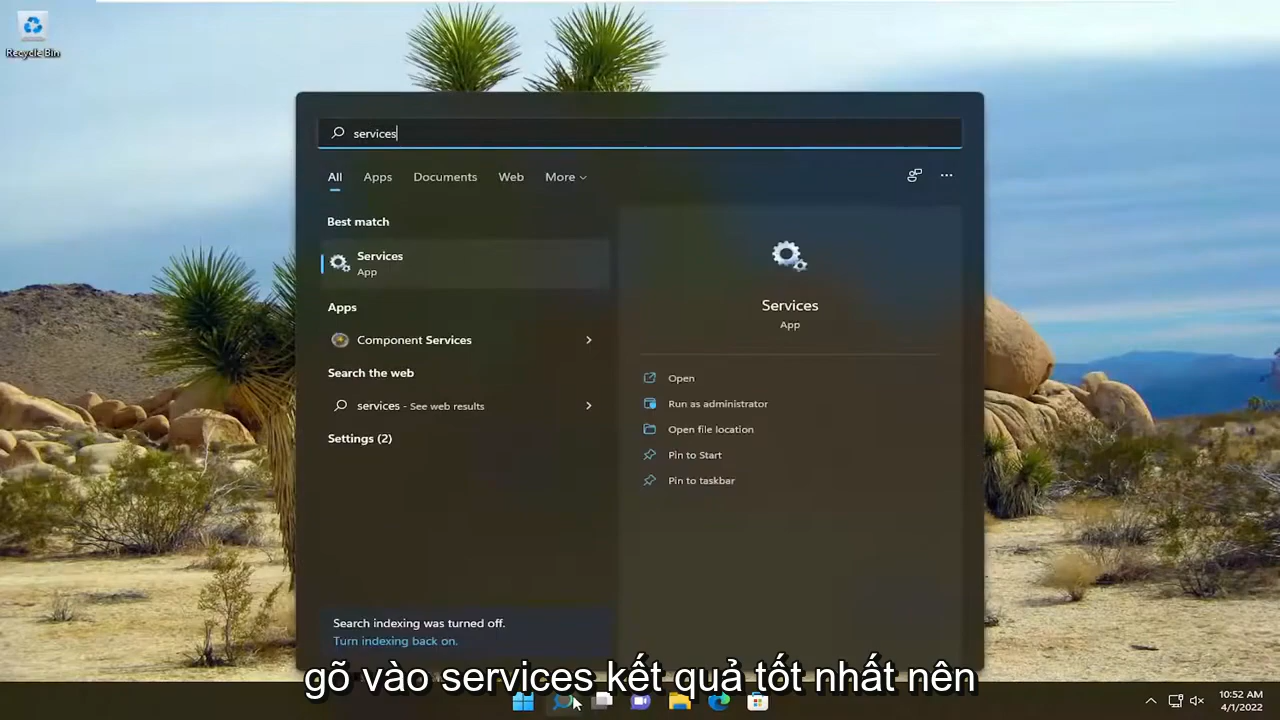 Recycle Bin
services
All Apps Documents Web More
Best match
Services
App
Apps
Component Services
Search the web
services - See web results
Settings (2)
Services
App
Open
Run as administrator
Open file location
Pin to Start
Pin to taskbar
Search indexing was turned off.
Turn indexing back on.
gõ vào services kết quả tốt nhất nên
10:52 AM
4/1/2022